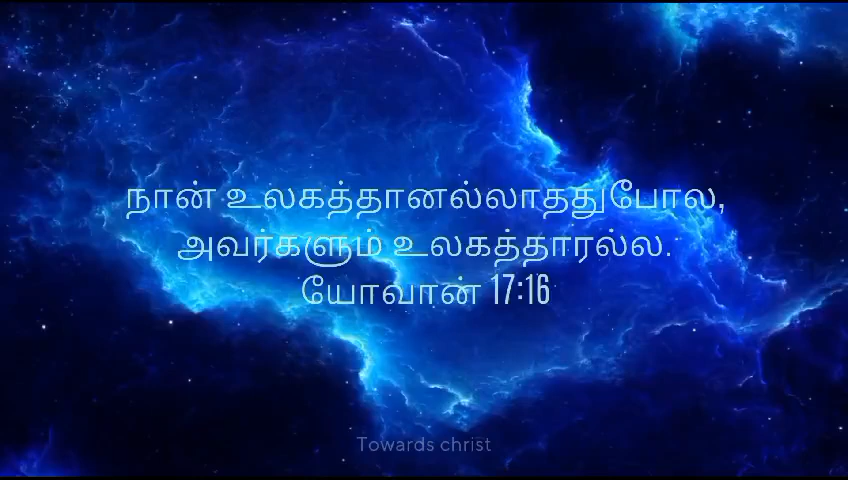 நான் உலகத்தானல்லாததுபோல,
அவர்களும் உலகத்தாரல்ல.
யோவான் 17:16
Towards christ